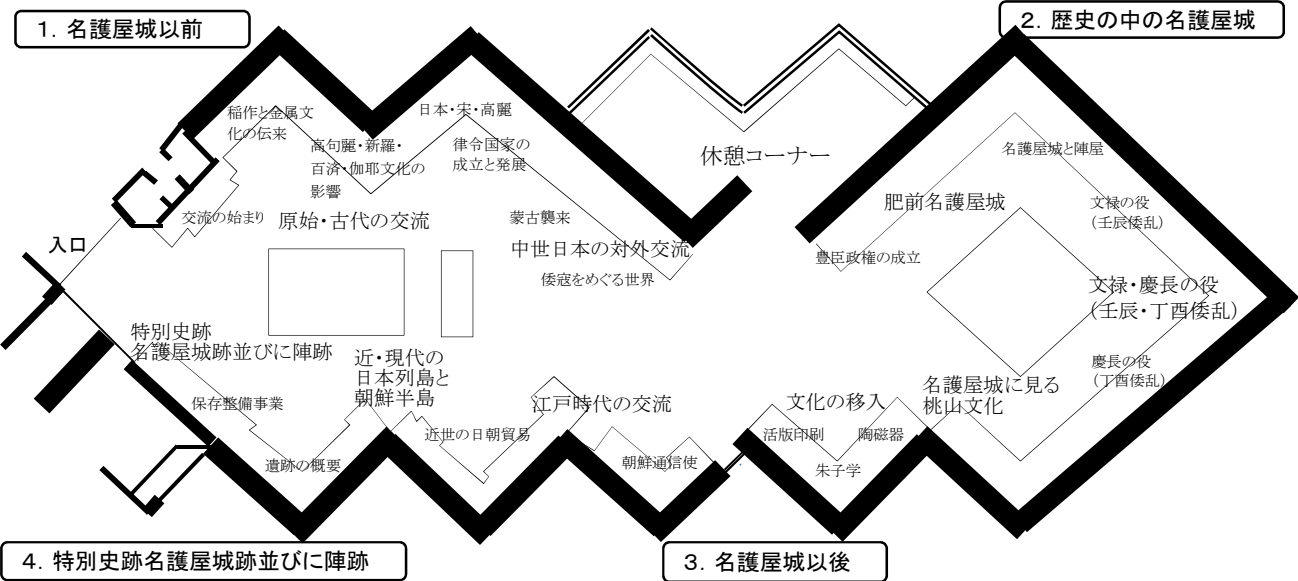 1．名護屋城以前
2．歴史の中の名護屋城
稲作と金属文
化の伝来
日本・宋・高麗
高句麗・新羅・
百済・伽耶文化の
影響
律令国家の
成立と発展
交流の始まり
原始・古代の交流
蒙古襲来
中世日本の対外交流
倭寇をめぐる世界
入口
休憩コーナー
名護屋城と陣屋
肥前名護屋城
文禄の役
（壬辰倭乱）
豊臣政権の成立
文禄・慶長の役
（壬辰・丁酉倭乱）
慶長の役
（丁酉倭乱）
名護屋城に見る
桃山文化
文化の移入
活版印刷
陶磁器
朱子学
江戸時代の交流
朝鮮通信使
近・現代の
日本列島と
朝鮮半島
近世の日朝貿易
特別史跡
名護屋城跡並びに陣跡
保存整備事業
遺跡の概要
4．特別史跡名護屋城跡並びに陣跡
3．名護屋城以後